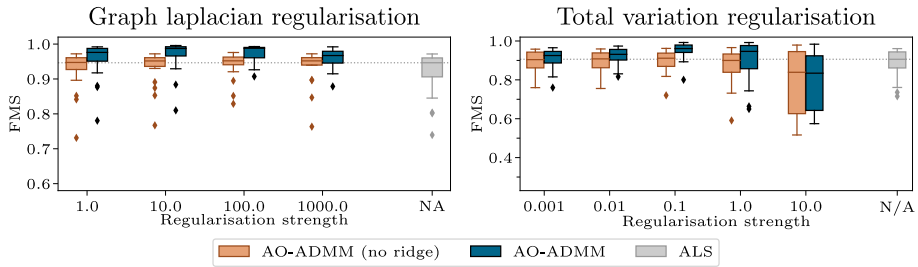 Graph laplacian regularisation
Total variation regularisation
1.0
0.9
0.8
0.7
0.6
FMS
1.0 10.0 100.0 1000.0 NA
Regularisation strength
1.0
0.8
0.6
0.4
FMS
0.001 0.01 0.1 1.0 10.0 N/A
Regularisation strength
AO-ADMM (no ridge) AO-ADMM ALS